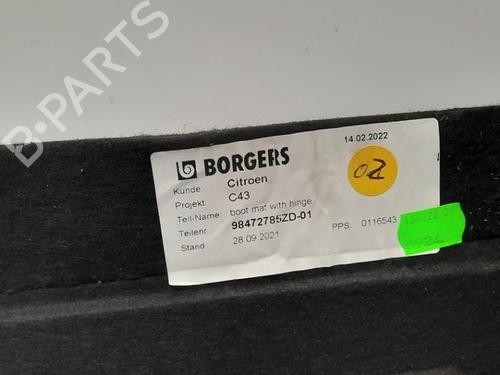 14.02.2022
BORGERS
Kunde Citroen
Projekt C43
Teil-Name boot mat with hinge
Teilenr 98472785ZD-01
Stand 28 09 2021
PPS 0116543
02
B-PARTS